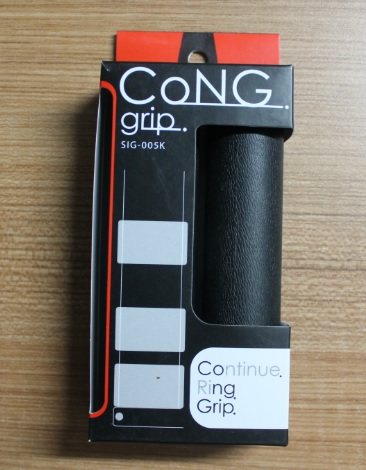 CoNG.
grip.
SIG-005K
Continue.
Ring
Grip.